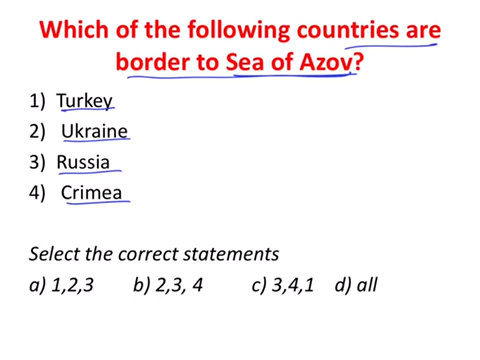 Which of the following countries are
border to Sea of Azov?
1) Turkey
2) Ukraine
3) Russia
4) Crimea
Select the correct statements
a) 1,2,3 b) 2,3, 4 c) 3,4,1 d) all